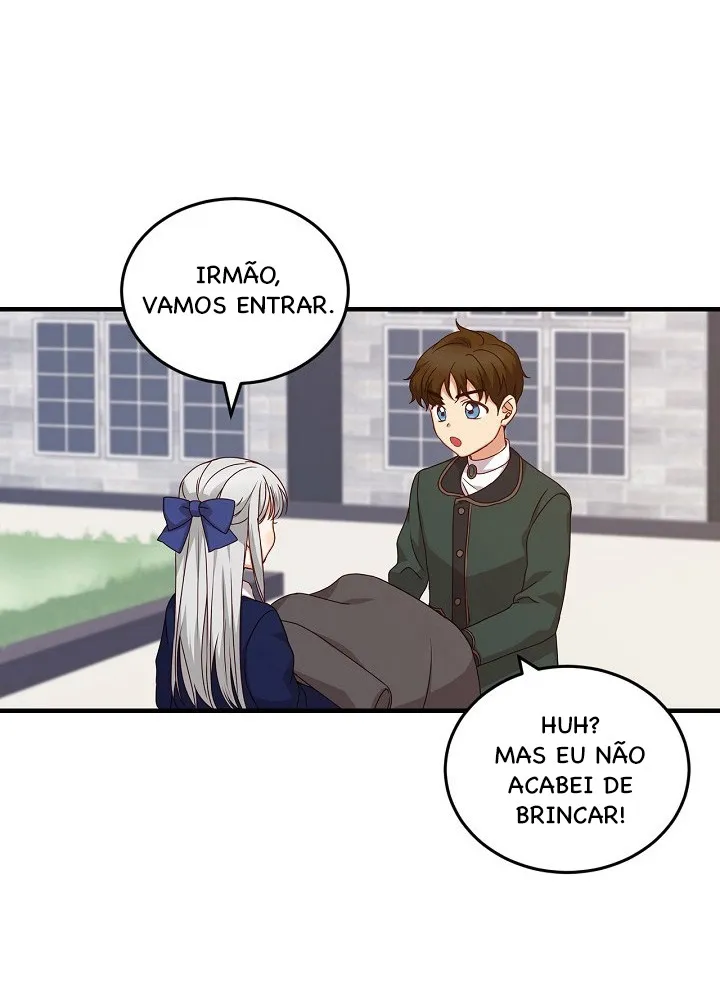 IRMÃO,
VAMOS ENTRAR.
HUH?
MAS EU NÃO
ACABEI DE
BRINCAR!